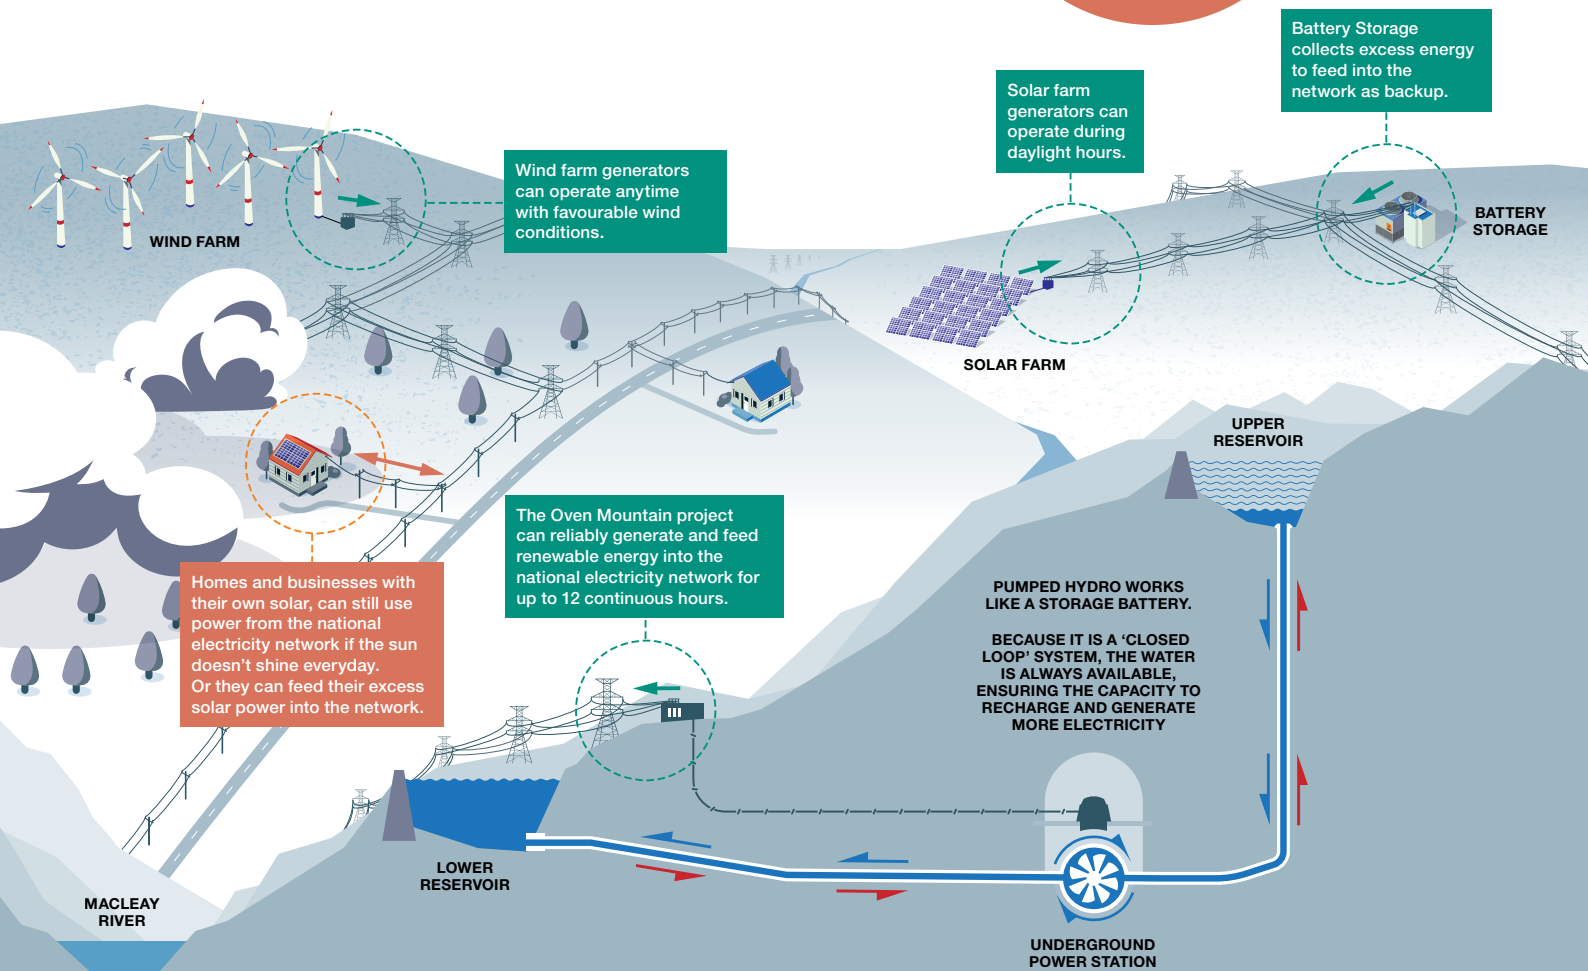 Battery Storage
collects excess energy
to feed into the
network as backup.
Solar farm
generators can
operate during
daylight hours.
Wind farm generators
can operate anytime
with favourable wind
conditions.
WIND FARM
BATTERY
STORAGE
SOLAR FARM
UPPER
RESERVOIR
The Oven Mountain project
can reliably generate and feed
renewable energy into the
national electricity network for
up to 12 continuous hours.
Homes and businesses with
their own solar, can still use
power from the national
electricity network if the sun
doesn't shine everyday.
Or they can feed their excess
solar power into the network.
PUMPED HYDRO WORKS
LIKE A STORAGE BATTERY.
BECAUSE IT IS A ‘CLOSED
LOOP’ SYSTEM, THE WATER
IS ALWAYS AVAILABLE,
ENSURING THE CAPACITY TO
RECHARGE AND GENERATE
MORE ELECTRICITY
LOWER
RESERVOIR
MACLEAY
RIVER
UNDERGROUND
POWER STATION